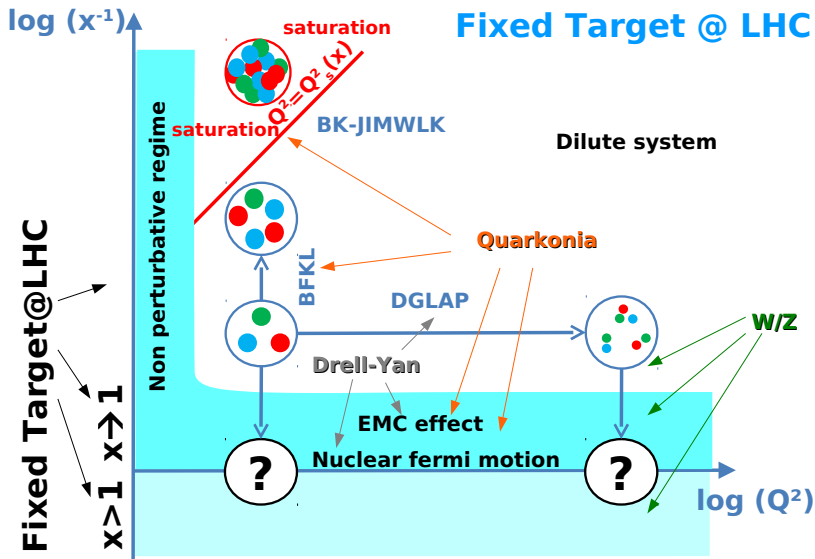 log (x⁻¹)
Fixed Target @ LHC
saturation
Q²=Q²ₛ(x)
saturation
BK-JIMWLK
Dilute system
Non perturbative regime
Quarkonia
BFKL
DGLAP
W/Z
Drell-Yan
Fixed Target@LHC
x→1
EMC effect
Nuclear fermi motion
?
?
x>1
log (Q²)